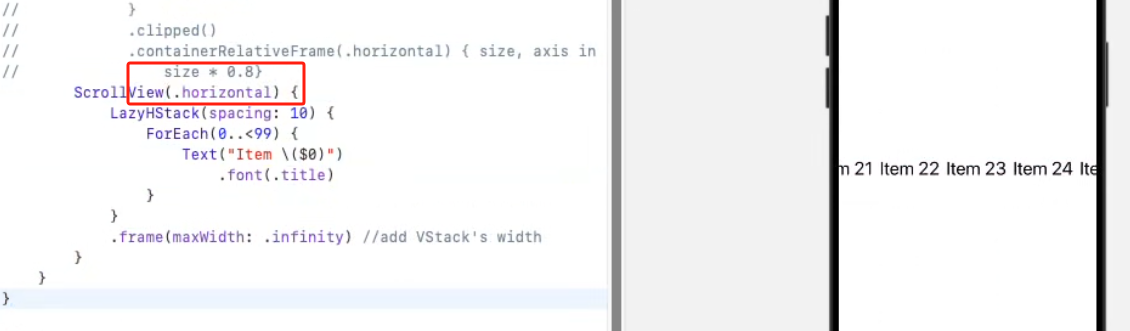 //            }
//            .clipped()
//            .containerRelativeFrame(.horizontal) { size, axis in
//                size * 0.8}
        ScrollView(.horizontal) {
            LazyHStack(spacing: 10) {
                ForEach(0..<99) {
                    Text("Item \($0)")
                        .font(.title)
                }
            }
            .frame(maxWidth: .infinity) //add VStack's width
        }
    }
}
m 21 Item 22 Item 23 Item 24 Ite